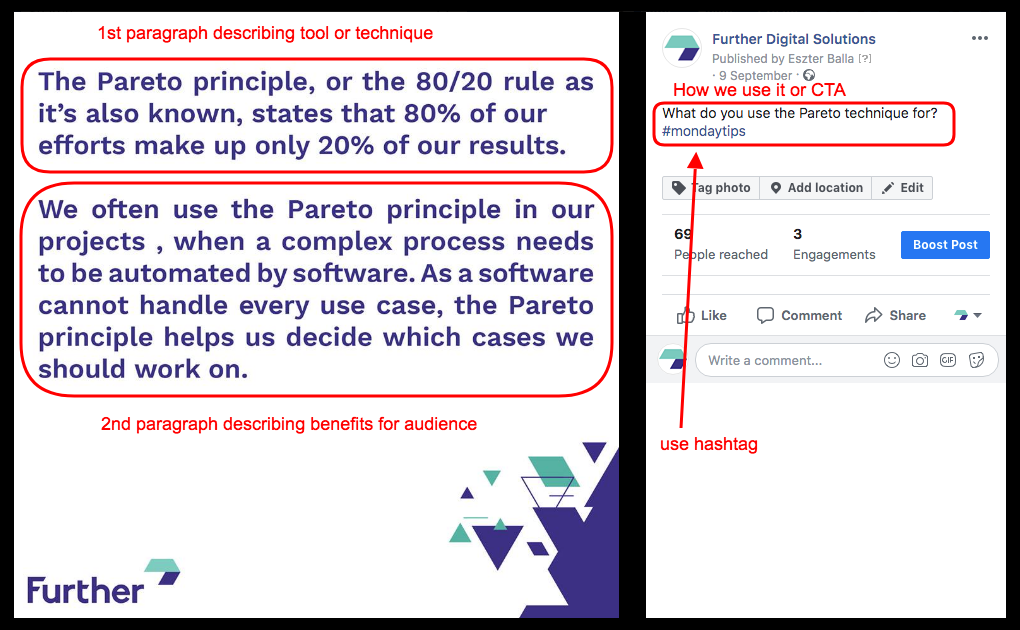 1st paragraph describing tool or technique
The Pareto principle, or the 80/20 rule as
it’s also known, states that 80% of our
efforts make up only 20% of our results.
We often use the Pareto principle in our
projects , when a complex process needs
to be automated by software. As a software
cannot handle every use case, the Pareto
principle helps us decide which cases we
should work on.
2nd paragraph describing benefits for audience
Further
Further Digital Solutions
Published by Eszter Balla [?]
· 9 September ·
How we use it or CTA
What do you use the Pareto technique for?
#mondaytips
Tag photo Add location Edit
69 3
People reached Engagements Boost Post
Like Comment Share
Write a comment... GIF
use hashtag